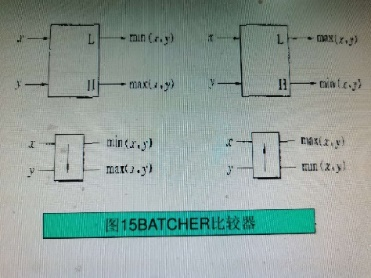 x L min(x,y) x L max(x,y)
y H max(x,y) y H min(x,y)
x min(x,y) x max(x,y)
y max(x,y) y min(x,y)
图15BATCHER比较器